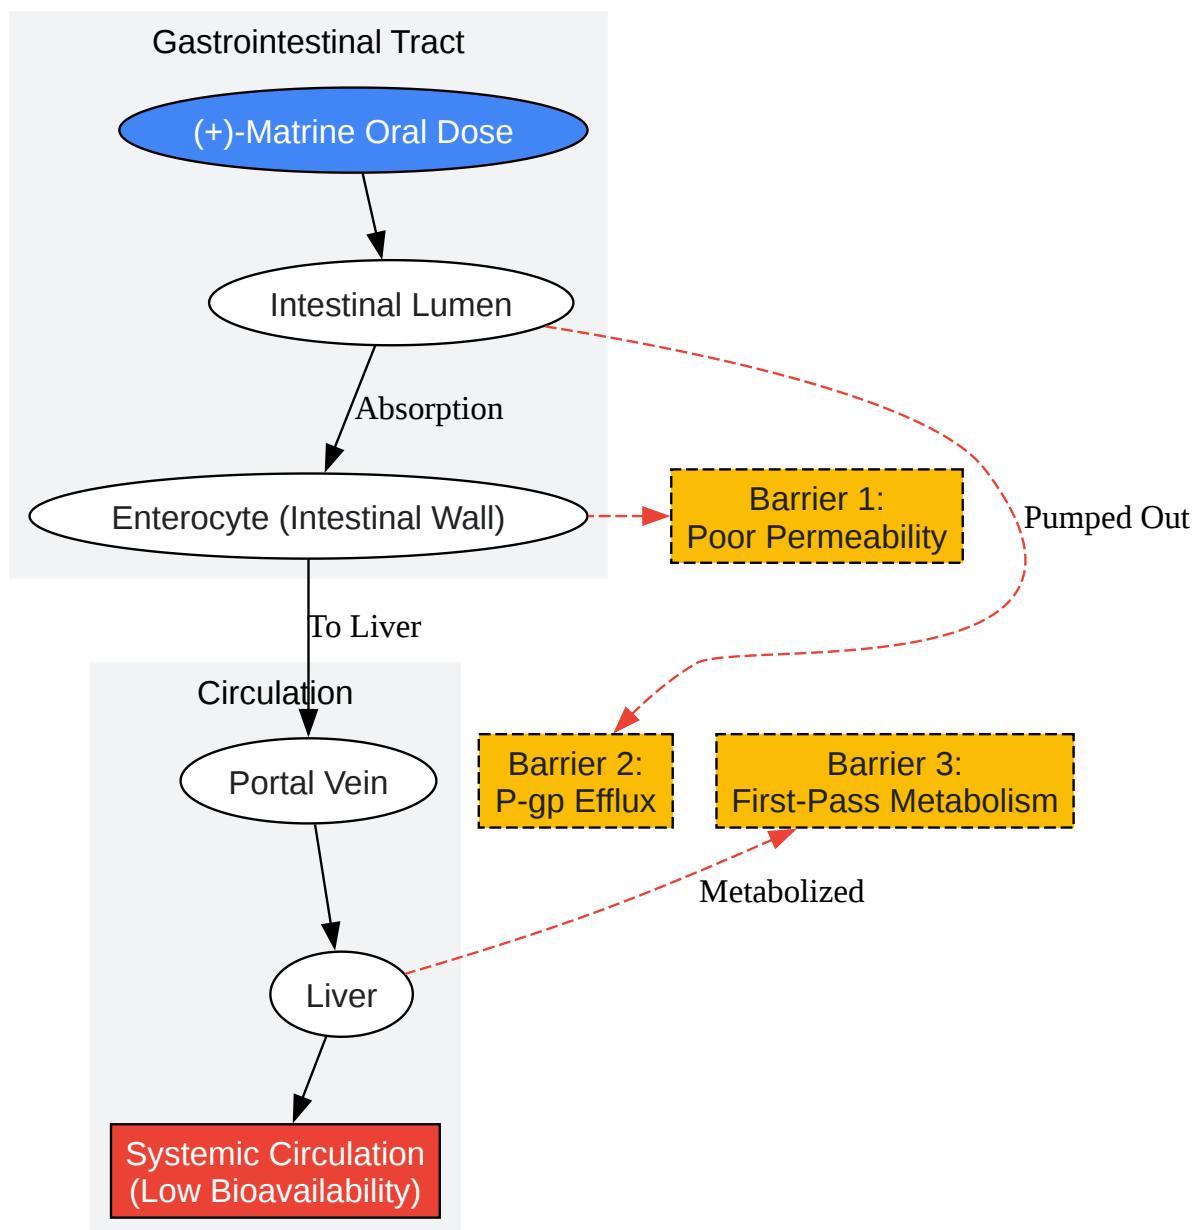 Gastrointestinal Tract
(+)-Matrine Oral Dose
Intestinal Lumen
Absorption
Enterocyte (Intestinal Wall)
Barrier 1:
Poor Permeability
Pumped Out
To Liver
Circulation
Portal Vein
Barrier 2:
P-gp Efflux
Barrier 3:
First-Pass Metabolism
Metabolized
Liver
Systemic Circulation
(Low Bioavailability)